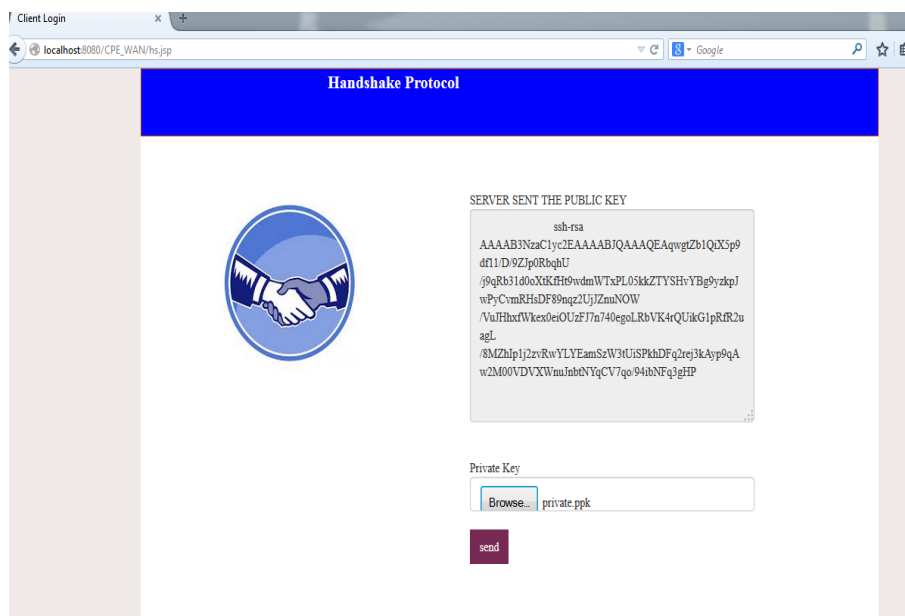 Client Login
localhost:8080/CPE_WAN/hs.jsp
Google
Handshake Protocol
SERVER SENT THE PUBLIC KEY
ssh-rsa
AAAAB3NzaC1yc2EAAAABJQAAAQEAqwgtZb1QiX5p9
df11/D/9ZJp0RbqhU
/j9qRb31d0oXtKfHt9wdmWTxPL05kkZTYSHvYBg9yzkpJ
wPyCvmRHsDF89nqz2UjJZnuNOW
/VuJHhxfWkex0eiOUzFJ7n740egoLRbVK4rQUikG1pRfR2u
agL
/8MZhIp1j2zvRwYLYEamSzW3tUiSPkhDFq2rej3kAyp9qA
w2M00VDVXWnuJnbtNYqCV7qo/94ibNFq3gHP
Private Key
Browse... private.ppk
send